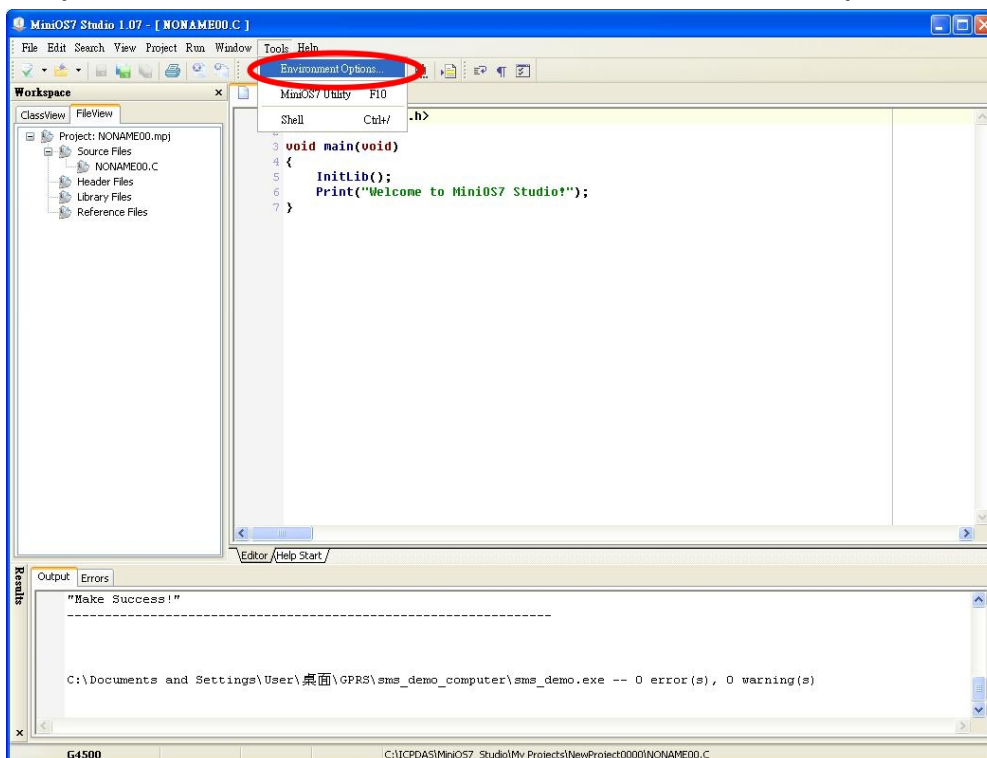 MiniOS7 Studio 1.07 - [ NONAME00.C ]
File Edit Search View Project Run Window Tools Help
Environment Options...
Workspace
MiniOS7 Utility F10
ClassView FileView
Shell Ctrl+/
.h>
Project: NONAME00.mpj
Source Files
NONAME00.C
Header Files
Library Files
Reference Files
3 void main(void)
4 {
5 InitLib();
6 Print("Welcome to MiniOS7 Studio!");
7 }
Editor Help Start
Results
Output Errors
"Make Success!"
----------------------------------------------------------------
C:\Documents and Settings\User\桌面\GPRS\sms_demo_computer\sms_demo.exe -- 0 error(s), 0 warning(s)
G4500
C:\ICPDAS\MiniOS7_Studio\My Projects\NewProject0000\NONAME00.C